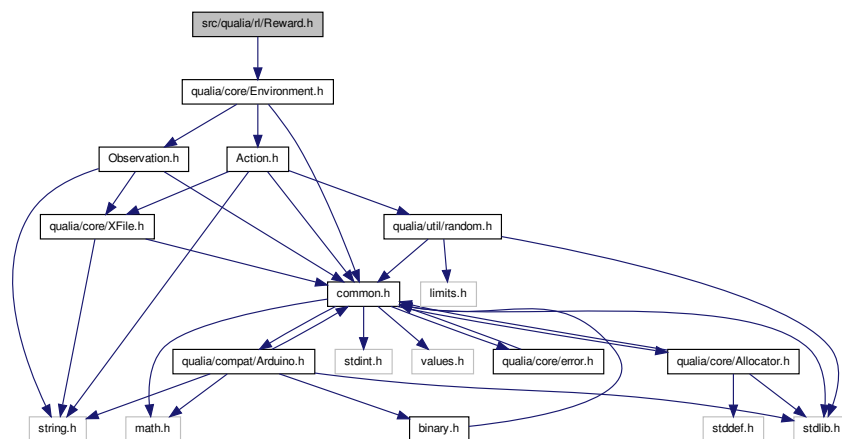 src/qualia/rl/Reward.h
qualia/core/Environment.h
Observation.h
Action.h
qualia/core/XFile.h
qualia/util/random.h
common.h
limits.h
qualia/compat/Arduino.h
stdint.h
values.h
qualia/core/error.h
qualia/core/Allocator.h
string.h
math.h
binary.h
stddef.h
stdlib.h